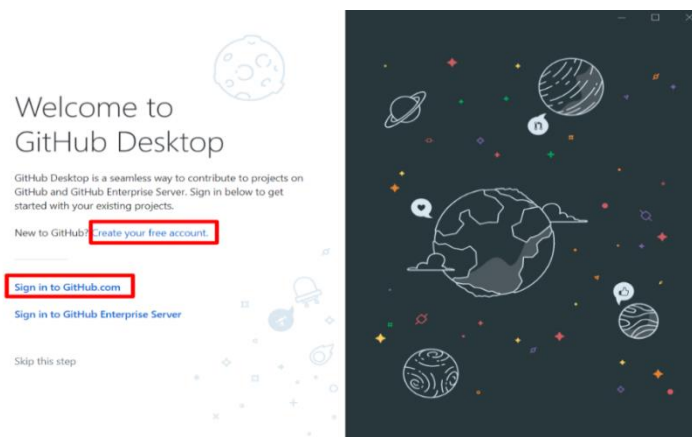 Welcome to
GitHub Desktop
GitHub Desktop is a seamless way to contribute to projects on
GitHub and GitHub Enterprise Server. Sign in below to get
started with your existing projects.
New to GitHub? Create your free account.
Sign in to GitHub.com
Sign in to GitHub Enterprise Server
Skip this step